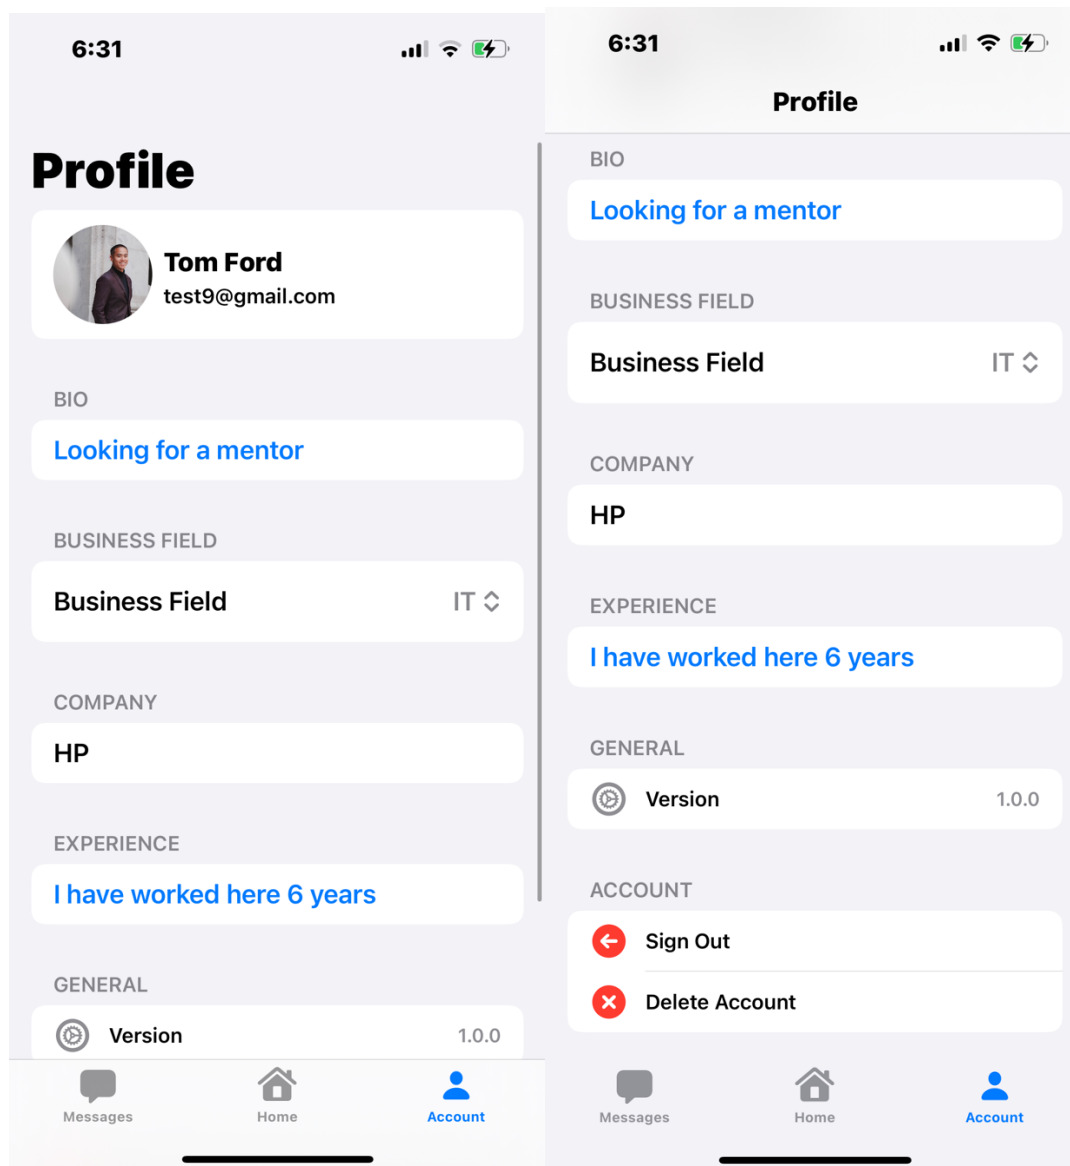 6:31
Profile
Tom Ford
test9@gmail.com
BIO
Looking for a mentor
BUSINESS FIELD
Business Field
IT
COMPANY
HP
EXPERIENCE
I have worked here 6 years
GENERAL
Version
1.0.0
Messages
Home
Account
6:31
Profile
BIO
Looking for a mentor
BUSINESS FIELD
Business Field
IT
COMPANY
HP
EXPERIENCE
I have worked here 6 years
GENERAL
Version
1.0.0
ACCOUNT
Sign Out
Delete Account
Messages
Home
Account